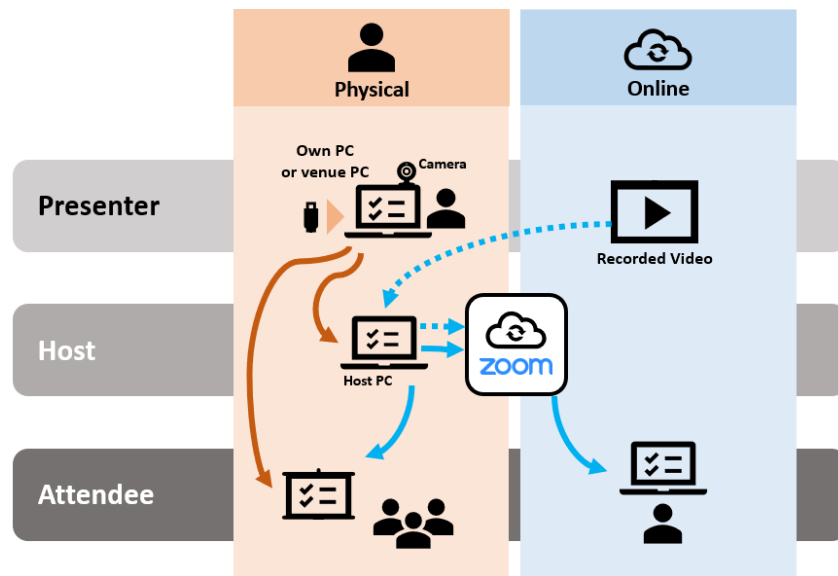 Physical
Online
Own PC
or venue PC
Camera
Presenter
Recorded Video
Host
zoom
Host PC
Attendee